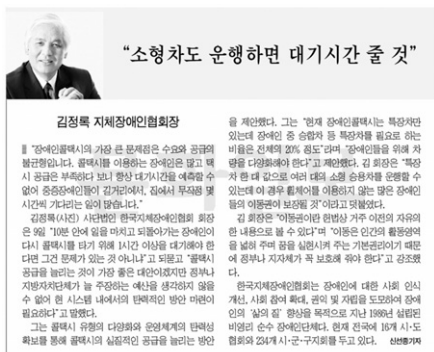 “소형차도 운행하면 대기시간 줄 것”
김정록 지체장애인협회장
“장애인콜택시의 가장 큰 문제점은 수요와 공급의
불균형입니다. 콜택시를 이용하는 장애인은 많고 택
시 공급은 부족하다 보니 항상 대기시간을 예측할 수
없어 중증장애인들이 길거리에서, 집에서 무작정 몇
시간씩 기다리는 일이 많습니다.”
김정록(사진) 사단법인 한국지체장애인협회 회장
은 9일 “10분 안에 일을 마치고 되돌아가는 장애인이
다시 콜택시를 타기 위해 1시간 이상을 대기해야 한
다면 그건 문제가 있는 것 아니냐”고 되묻고 “콜택시
공급을 늘리는 것이 가장 좋은 대안이겠지만 정부나
지방자치단체가 늘 주장하는 예산을 생각하지 않을
수 없어 현 시스템 내에서의 탄력적인 방안 마련이
필요하다”고 말했다.
그는 콜택시 유형의 다양화와 운영체계의 탄력성
확보를 통해 콜택시의 실질적인 공급을 늘리는 방안
을 제안했다. 그는 “현재 장애인콜택시는 특장차만
있는데 장애인 중 승합차 등 특장차를 필요로 하는
비율은 전체의 20% 정도”라며 “장애인들을 위해 차
량을 다양화해야 한다”고 제안했다. 김 회장은 “특장
차 한 대 값으로 여러 대의 소형 승용차를 운행할 수
있는데 이 경우 휠체어를 이용하지 않는 많은 장애인
들의 이동권이 보장될 것”이라고 덧붙였다.
김 회장은 “이동권이란 헌법상 거주 이전의 자유의
한 내용으로 볼 수 있다”며 “이동은 인간의 활동영역
을 넓혀 주며 꿈을 실현시켜 주는 기본권리이기 때문
에 정부나 지자체가 꼭 보호해 줘야 한다”고 강조했
다.
한국지체장애인협회는 장애인에 대한 사회 인식
개선, 사회 참여 확대, 권익 및 자립을 도모하여 장애
인의 ‘삶의 질’ 향상을 목적으로 지난 1986년 설립된
비영리 순수 장애인단체다. 현재 전국에 16개 시·도
협회와 234개 시·군·구지회를 두고 있다. 신선종기자